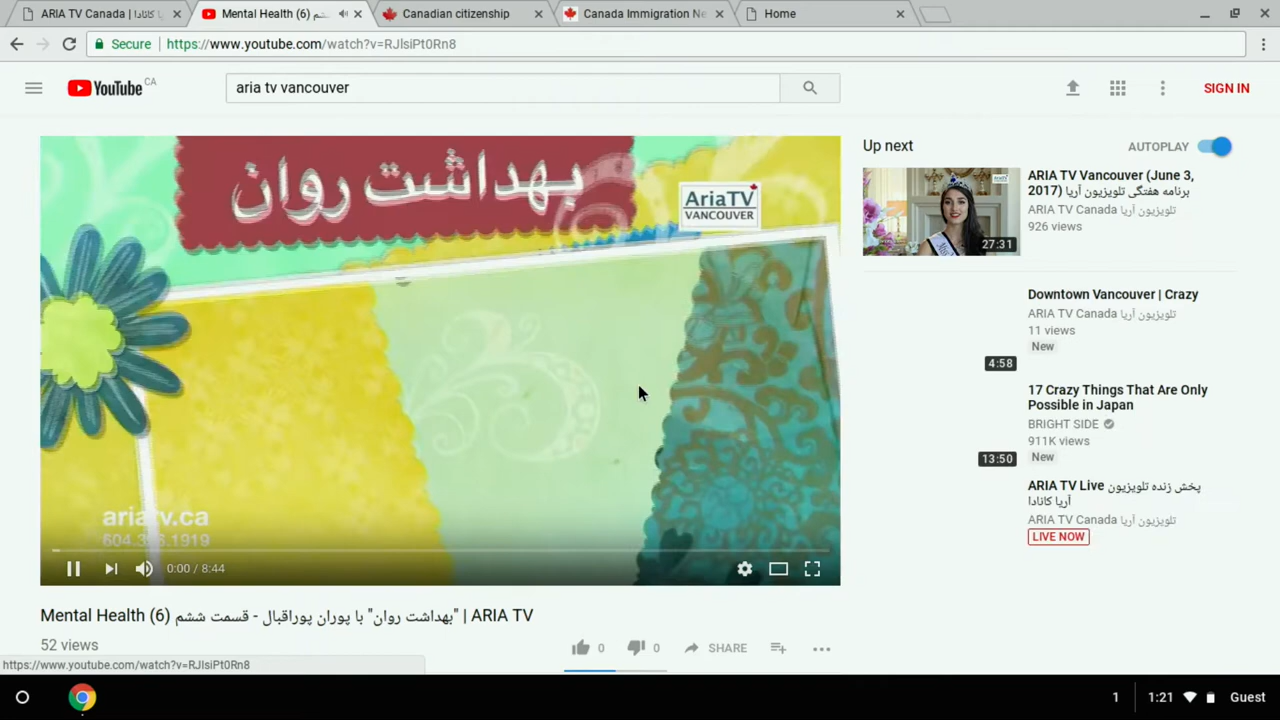 ARIA TV Canada | آریا کانادا
Mental Health (6) ششم
Canadian citizenship
Canada Immigration Ne
Home
Secure
https://www.youtube.com/watch?v=RJlsiPt0Rn8
YouTube CA
aria tv vancouver
SIGN IN
بهداشت روان
AriaTV
VANCOUVER
ariatv.ca
0:00 / 8:44
Up next
AUTOPLAY
ARIA TV Vancouver (June 3,
2017) برنامه هفتگی تلویزیون آریا
ARIA TV Canada تلویزیون آریا
926 views
27:31
Downtown Vancouver | Crazy
ARIA TV Canada تلویزیون آریا
11 views
New
4:58
17 Crazy Things That Are Only
Possible in Japan
BRIGHT SIDE
911K views
New
13:50
ARIA TV Live پخش زنده تلویزیون
آریا کانادا
ARIA TV Canada تلویزیون آریا
LIVE NOW
Mental Health (6) بهداشت روان" با پوران پوراقبال - قسمت ششم" | ARIA TV
52 views
0
0
SHARE
https://www.youtube.com/watch?v=RJlsiPt0Rn8
1
1:21
Guest